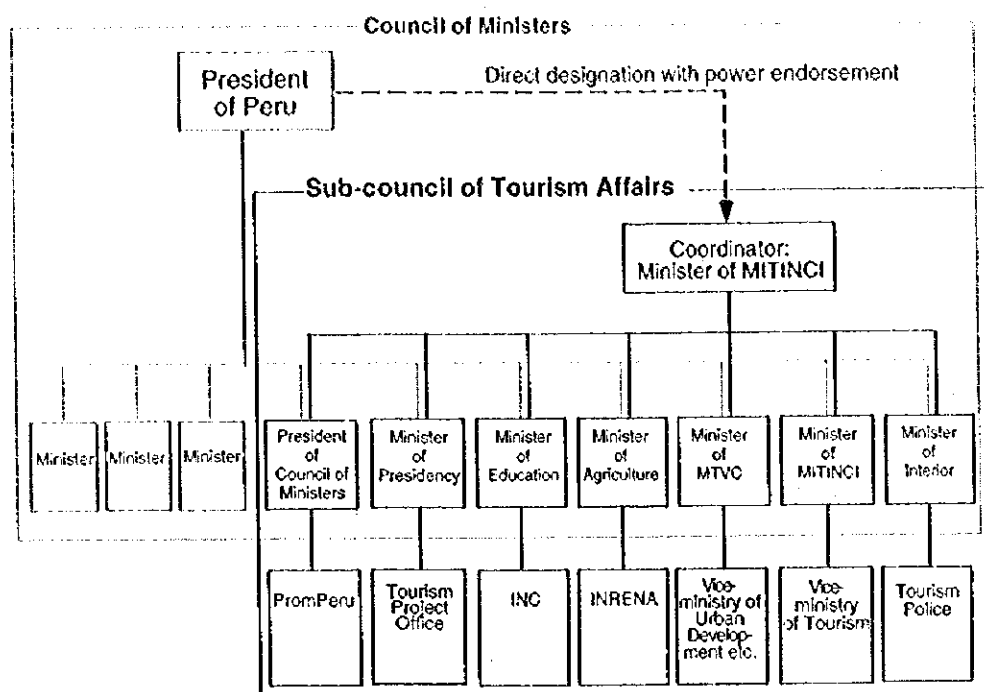 Council of Ministers
President
of Peru
Direct designation with power endorsement
Sub-council of Tourism Affairs
Coordinator:
Minister of MITINCI
Minister
Minister
Minister
President
of
Council of
Ministers
Minister
of
Presidency
Minister
of
Education
Minister
of
Agriculture
Minister
of
MTVC
Minister
of
MITINCI
Minister
of
Interior
PromPeru
Tourism
Project
Office
INC
INRENA
Vice-
ministry of
Urban
Develop-
ment etc.
Vice-
ministry
of Tourism
Tourism
Police